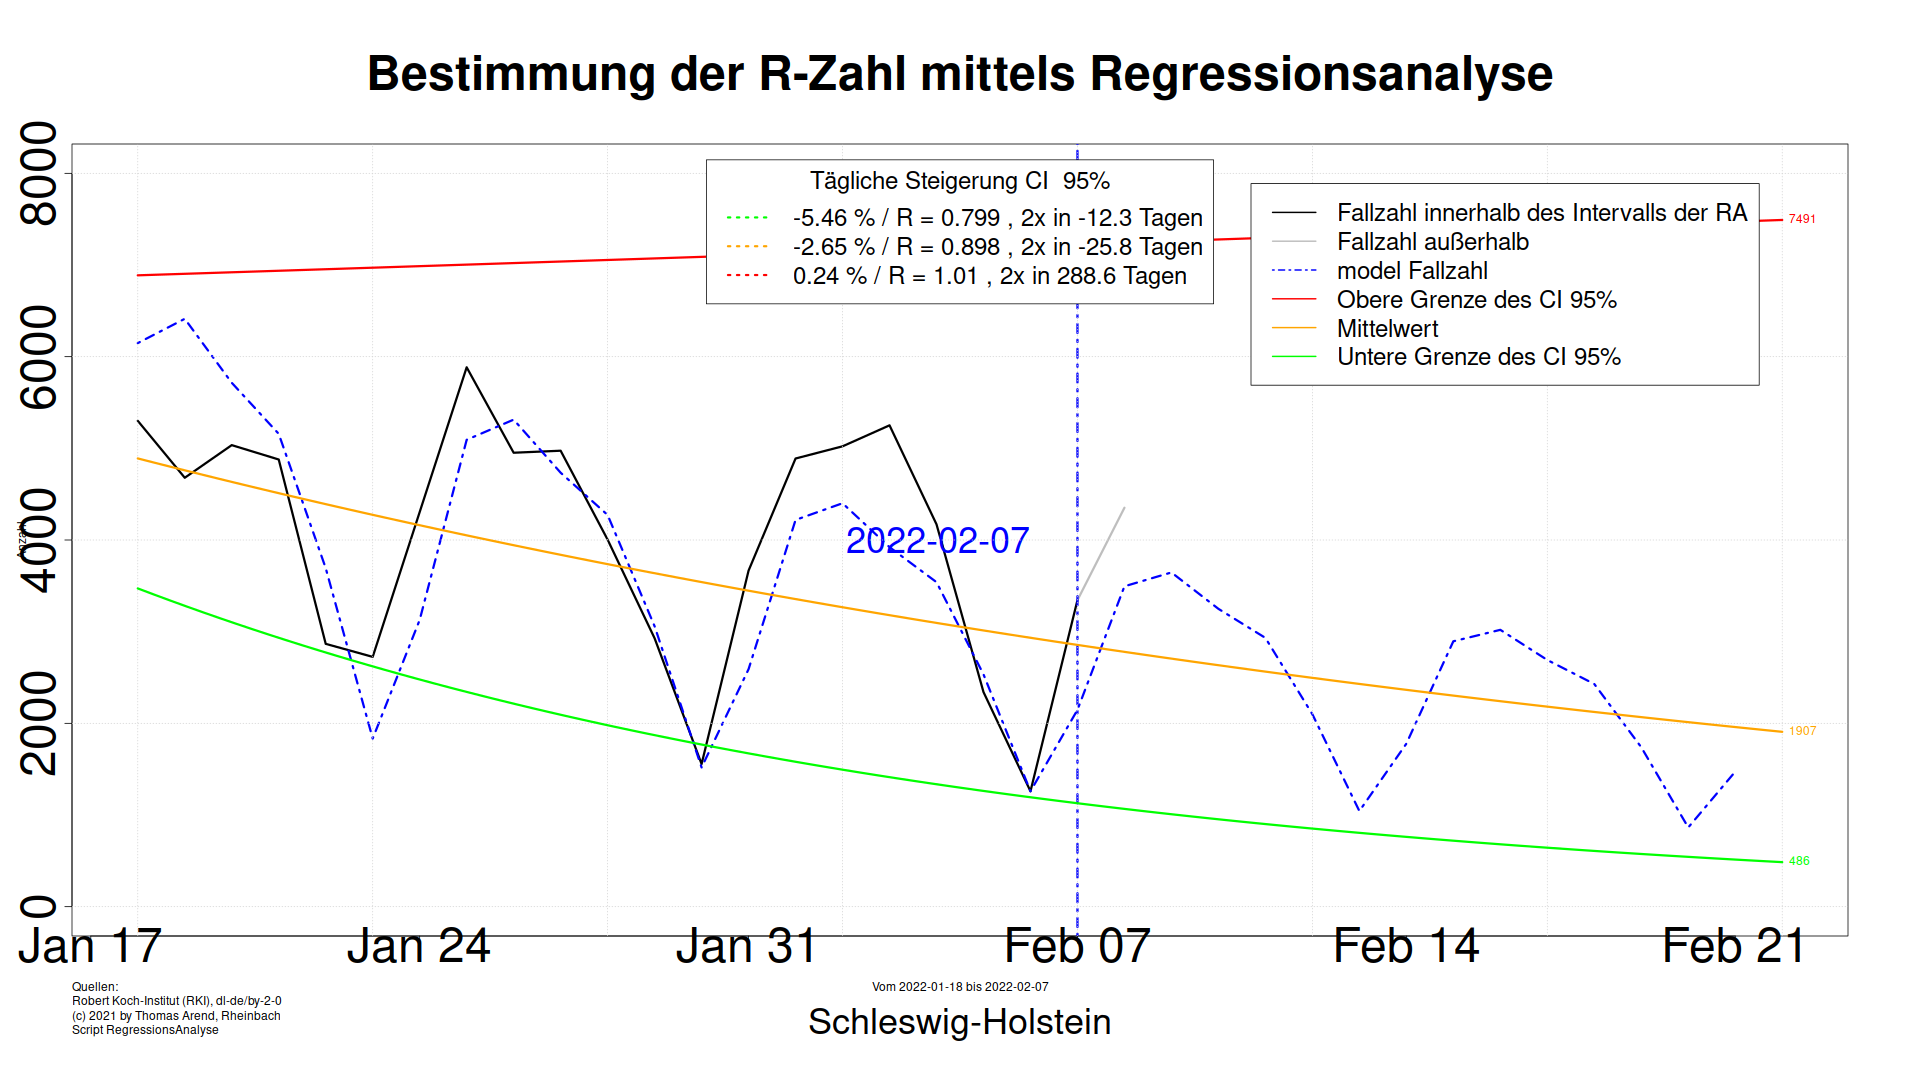 Bestimmung der R-Zahl mittels Regressionsanalyse
Anzahl
8000
6000
4000
2000
0
Tägliche Steigerung CI  95%
-5.46 % / R = 0.799 , 2x in -12.3 Tagen
-2.65 % / R = 0.898 , 2x in -25.8 Tagen
0.24 % / R = 1.01 , 2x in 288.6 Tagen
Fallzahl innerhalb des Intervalls der RA
Fallzahl außerhalb
model Fallzahl
Obere Grenze des CI 95%
Mittelwert
Untere Grenze des CI 95%
7491
2022-02-07
1907
486
Jan 17 Jan 24 Jan 31 Feb 07 Feb 14 Feb 21
Quellen:
Robert Koch-Institut (RKI), dl-de/by-2-0
(c) 2021 by Thomas Arend, Rheinbach
Script RegressionsAnalyse
Vom 2022-01-18 bis 2022-02-07
Schleswig-Holstein